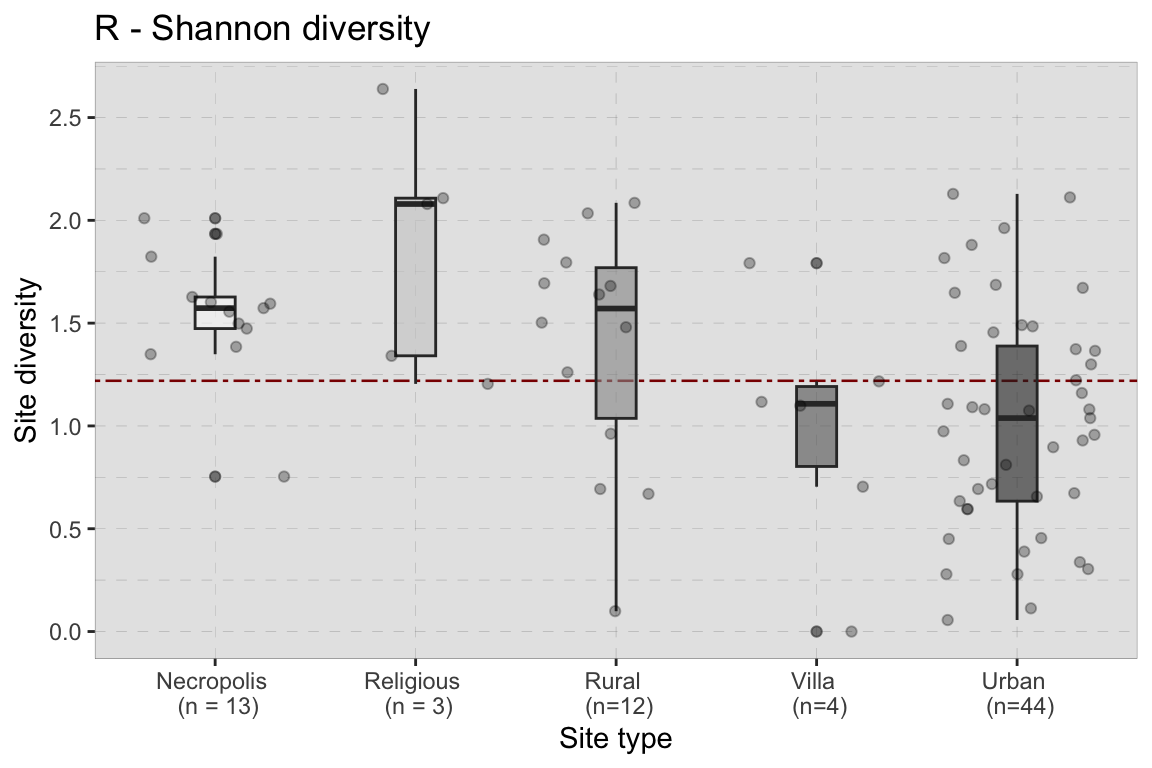 R - Shannon diversity
Site diversity
2.5
2.0
1.5
1.0
0.5
0.0
Necropolis Religious Rural Villa Urban
(n = 13) (n = 3) (n=12) (n=4) (n=44)
Site type